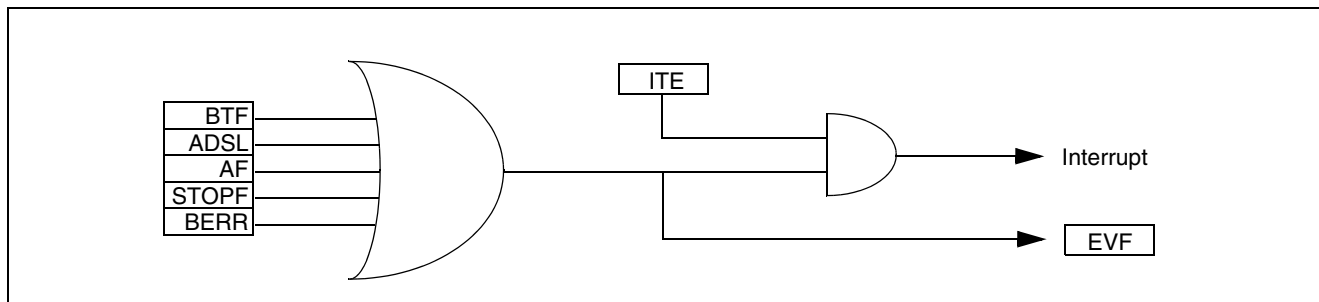 ITE
BTF
ADSL
AF
STOPF
BERR
Interrupt
EVF